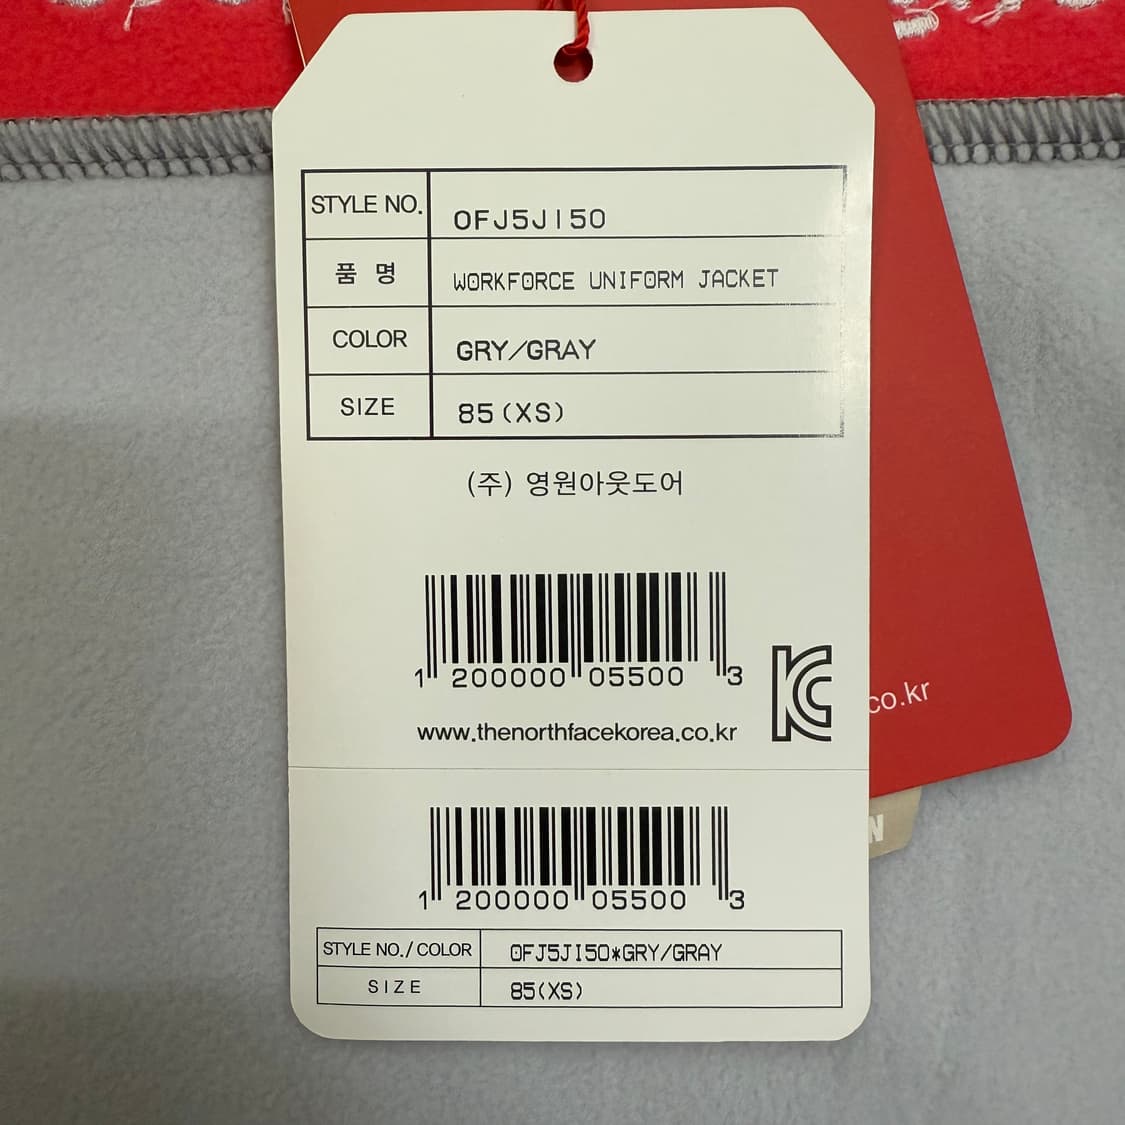 STYLE NO. OFJ5JI50
품 명 WORKFORCE UNIFORM JACKET
COLOR GRY/GRAY
SIZE 85(XS)
(주) 영원아웃도어
1 200000 05500 3
www.thenorthfacekorea.co.kr
co.kr
N
1 200000 05500 3
STYLE NO./COLOR OFJ5JI50*GRY/GRAY
SIZE 85(XS)